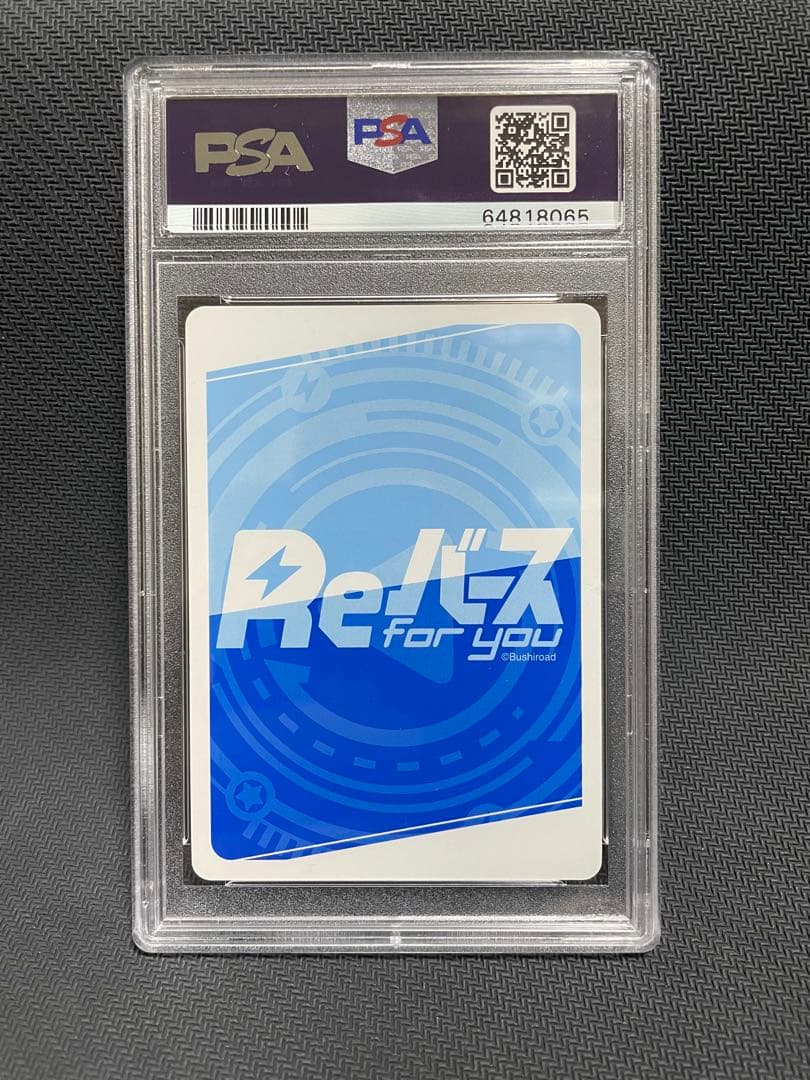 PSA
PSA
64818065
Reバース
for you
©Bushiroad